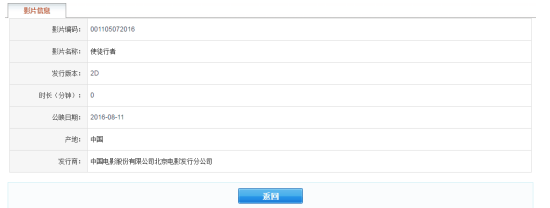 影片信息
影片编码： 001105072016
影片名称： 使徒行者
发行版本： 2D
时长（分钟）： 0
公映日期： 2016-08-11
产地： 中国
发行商： 中国电影股份有限公司北京电影发行分公司
返回